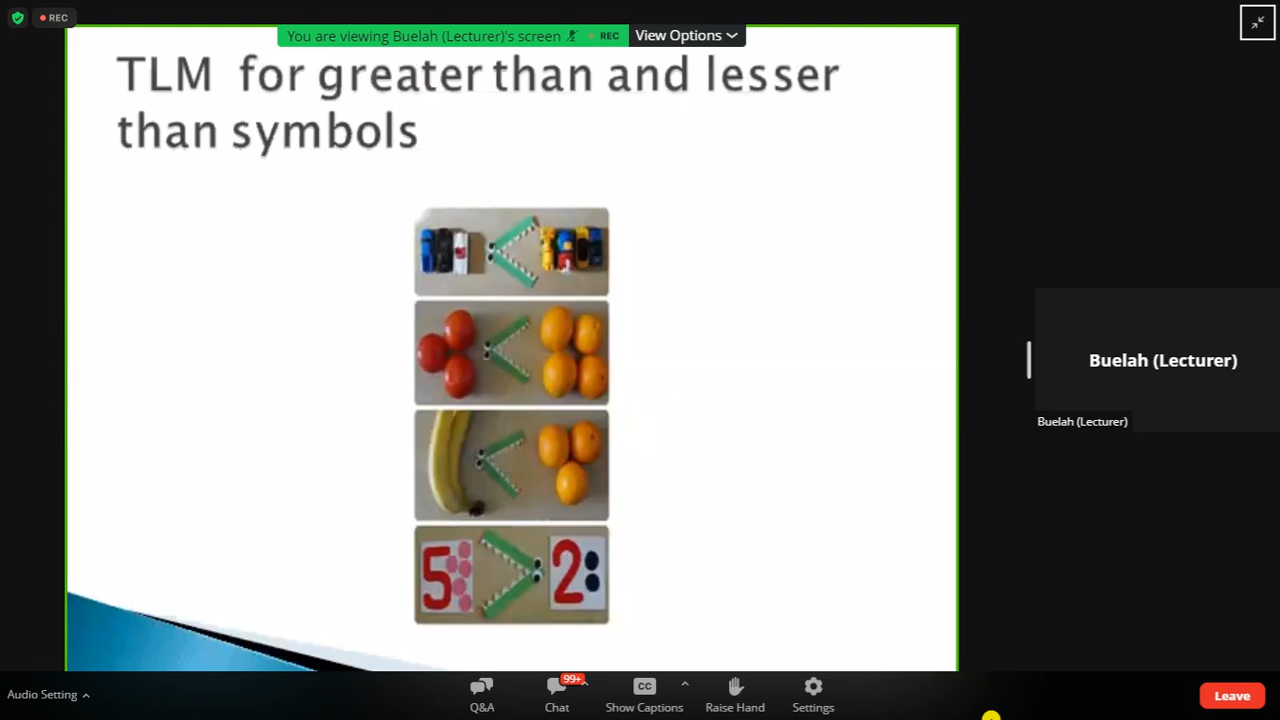 REC
You are viewing Buelah (Lecturer)'s screen REC View Options
TLM for greater than and lesser
than symbols
5 2
Buelah (Lecturer)
Buelah (Lecturer)
Audio Setting
99+
CC
Q&A Chat Show Captions Raise Hand Settings
Leave